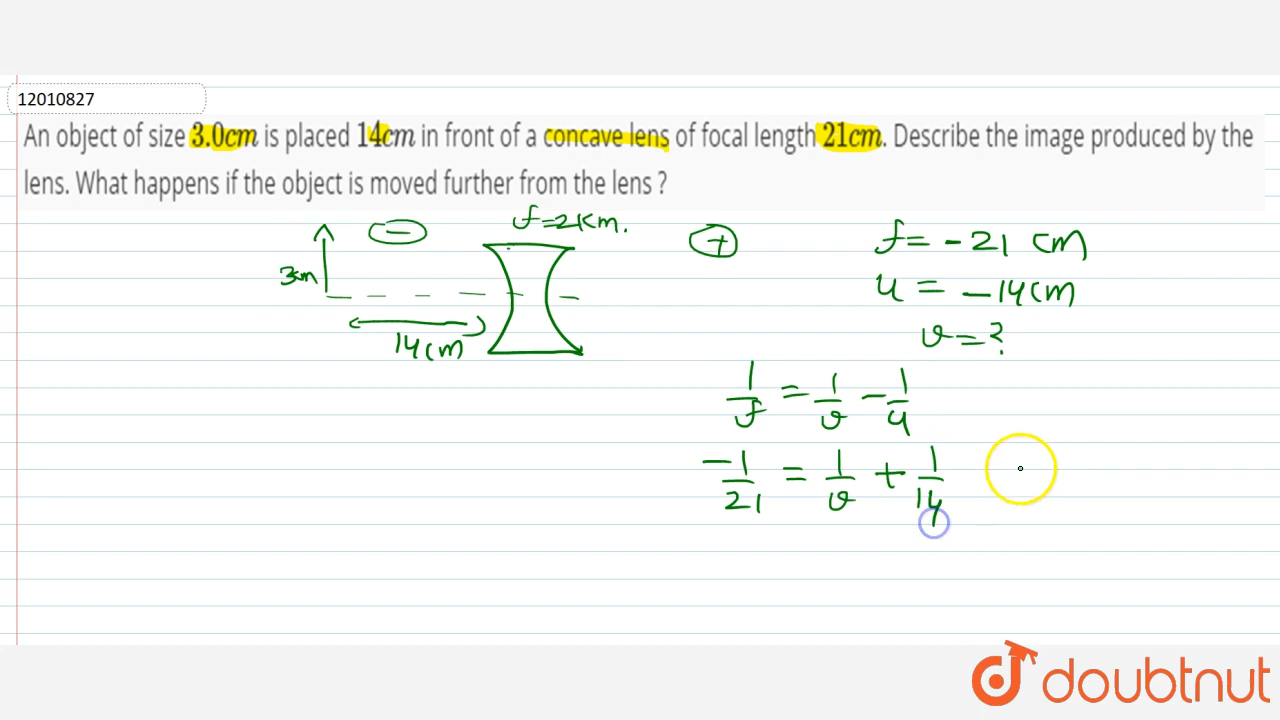 12010827
An object of size 3.0cm is placed 14cm in front of a concave lens of focal length 21cm. Describe the image produced by the
lens. What happens if the object is moved further from the lens ?
f=21cm.
3cm
14cm
f= -21 cm
u = -14cm
v=?
1/f = 1/v - 1/u
-1/21 = 1/v + 1/14
doubtnut